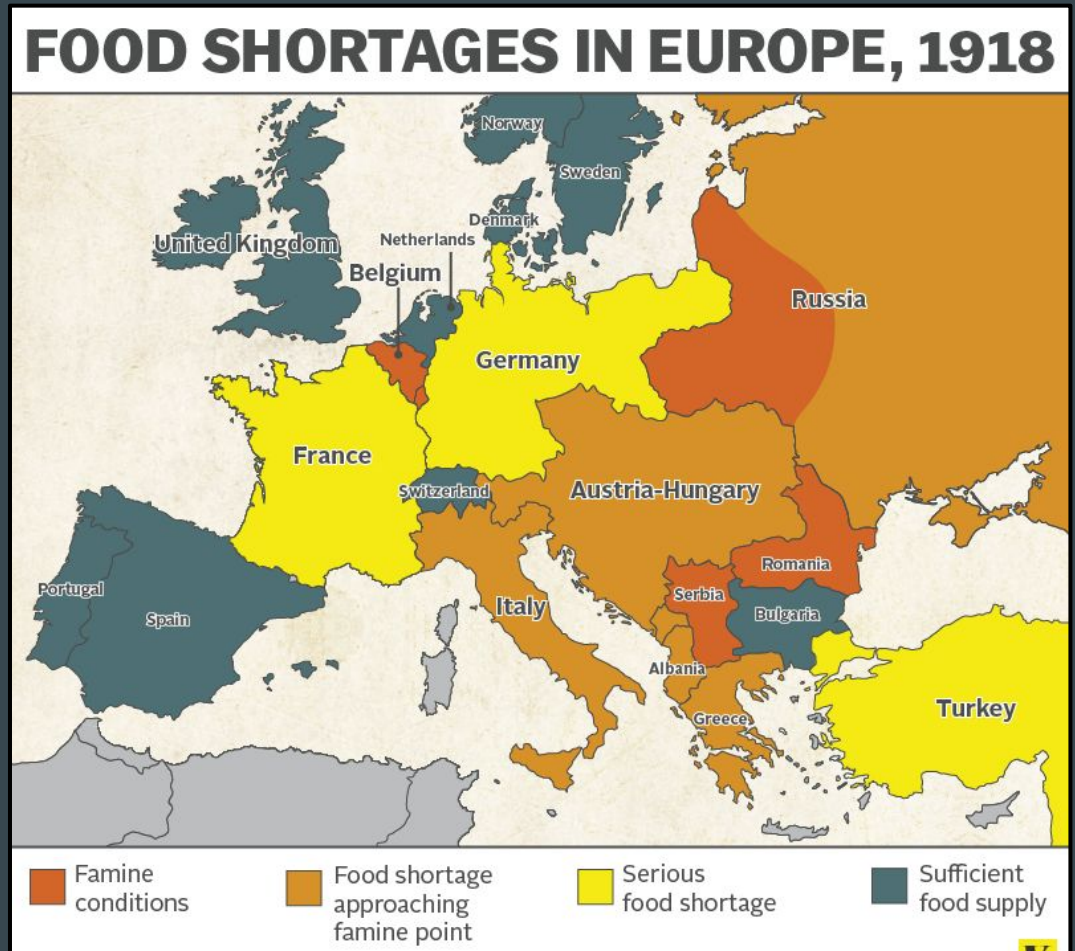 FOOD SHORTAGES IN EUROPE, 1918
Norway
Sweden
Denmark
Netherlands
United Kingdom
Belgium
Russia
Germany
France
Switzerland
Austria-Hungary
Romania
Portugal
Spain
Italy
Serbia
Bulgaria
Albania
Turkey
Greece
Famine
conditions
Food shortage
approaching
famine point
Serious
food shortage
Sufficient
food supply